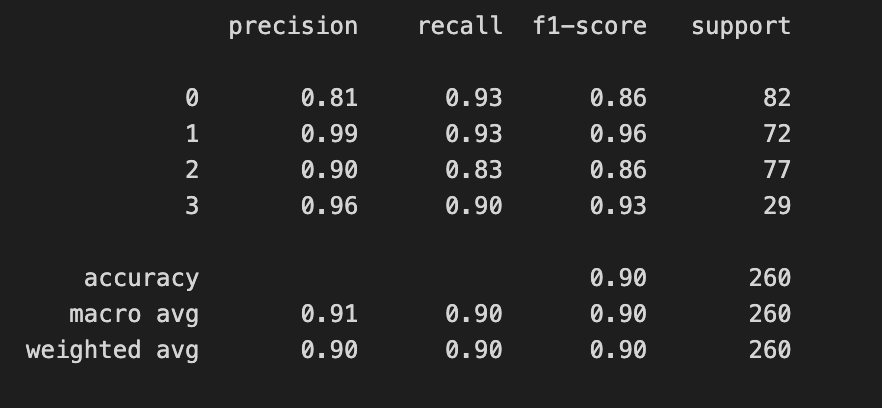 precision recall f1-score support
0 0.81 0.93 0.86 82
1 0.99 0.93 0.96 72
2 0.90 0.83 0.86 77
3 0.96 0.90 0.93 29
accuracy 0.90 260
macro avg 0.91 0.90 0.90 260
weighted avg 0.90 0.90 0.90 260